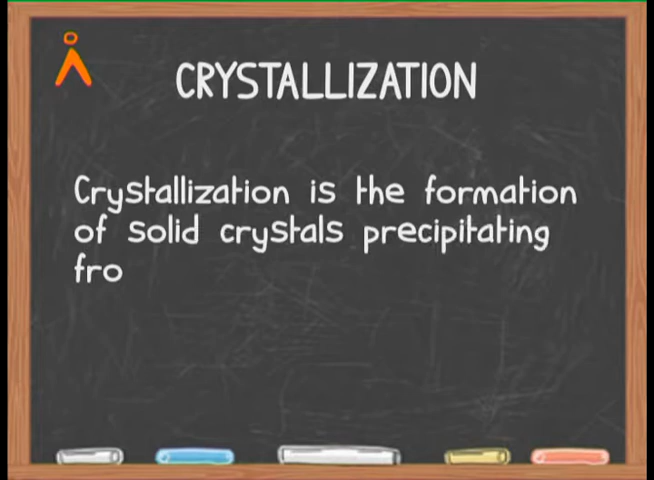 CRYSTALLIZATION
Crystallization is the formation
of solid crystals precipitating
fro